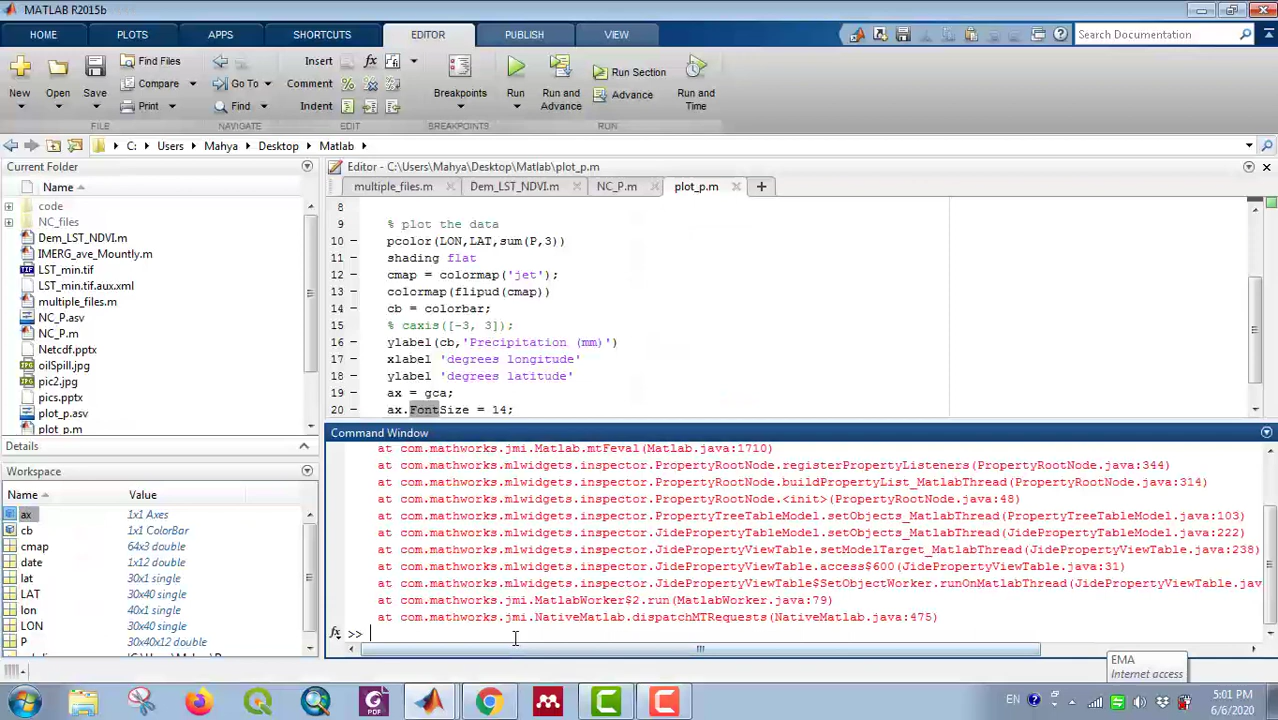 MATLAB R2015b
HOME PLOTS APPS SHORTCUTS EDITOR PUBLISH VIEW Search Documentation
New Open Save Find Files Compare Print Go To Find Insert fx Comment Indent Breakpoints Run Run and Advance Run Section Advance Run and Time
FILE NAVIGATE EDIT BREAKPOINTS RUN
C: Users Mahya Desktop Matlab
Current Folder
Name
code
NC_files
Dem_LST_NDVI.m
IMERG_ave_Mountly.m
LST_min.tif
LST_min.tif.aux.xml
multiple_files.m
NC_P.asv
NC_P.m
Netcdf.pptx
oilSpill.jpg
pic2.jpg
pics.pptx
plot_p.asv
plot_p.m
Details
Workspace
Name Value
ax 1x1 Axes
cb 1x1 ColorBar
cmap 64x3 double
date 1x12 double
lat 30x1 single
LAT 30x40 single
lon 40x1 single
LON 30x40 single
P 30x40x12 double
Editor - C:\Users\Mahya\Desktop\Matlab\plot_p.m
multiple_files.m Dem_LST_NDVI.m NC_P.m plot_p.m
8
9 % plot the data
10 pcolor(LON,LAT,sum(P,3))
11 shading flat
12 cmap = colormap('jet');
13 colormap(flipud(cmap))
14 cb = colorbar;
15 % caxis([-3, 3]);
16 ylabel(cb,'Precipitation (mm)')
17 xlabel 'degrees longitude'
18 ylabel 'degrees latitude'
19 ax = gca;
20 ax.FontSize = 14;
Command Window
at com.mathworks.jmi.Matlab.mtFeval(Matlab.java:1710)
at com.mathworks.mlwidgets.inspector.PropertyRootNode.registerPropertyListeners(PropertyRootNode.java:344)
at com.mathworks.mlwidgets.inspector.PropertyRootNode.buildPropertyList_MatlabThread(PropertyRootNode.java:314)
at com.mathworks.mlwidgets.inspector.PropertyRootNode.<init>(PropertyRootNode.java:48)
at com.mathworks.mlwidgets.inspector.PropertyTreeTableModel.setObjects_MatlabThread(PropertyTreeTableModel.java:103)
at com.mathworks.mlwidgets.inspector.JidePropertyViewTable.setObjects_MatlabThread(JidePropertyViewTable.java:222)
at com.mathworks.mlwidgets.inspector.JidePropertyViewTable.setModelTarget_MatlabThread(JidePropertyViewTable.java:238)
at com.mathworks.mlwidgets.inspector.JidePropertyViewTable.access$600(JidePropertyViewTable.java:31)
at com.mathworks.mlwidgets.inspector.JidePropertyViewTable$SetObjectWorker.runOnMatlabThread(JidePropertyViewTable.jav
at com.mathworks.jmi.MatlabWorker$2.run(MatlabWorker.java:79)
at com.mathworks.jmi.NativeMatlab.dispatchMTRequests(NativeMatlab.java:475)
fx >>
EMA
Internet access
EN 5:01 PM
6/6/2020